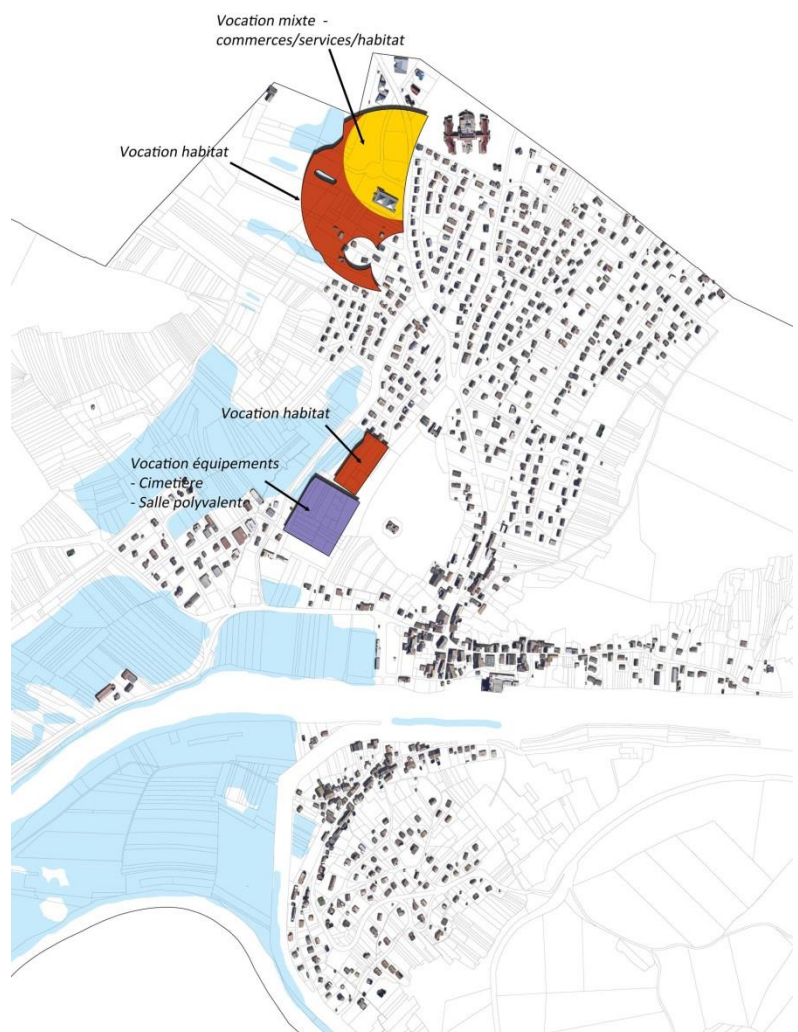 Vocation mixte -
commerces/services/habitat
Vocation habitat
Vocation habitat
Vocation équipements
- Cimetière
- Salle polyvalente